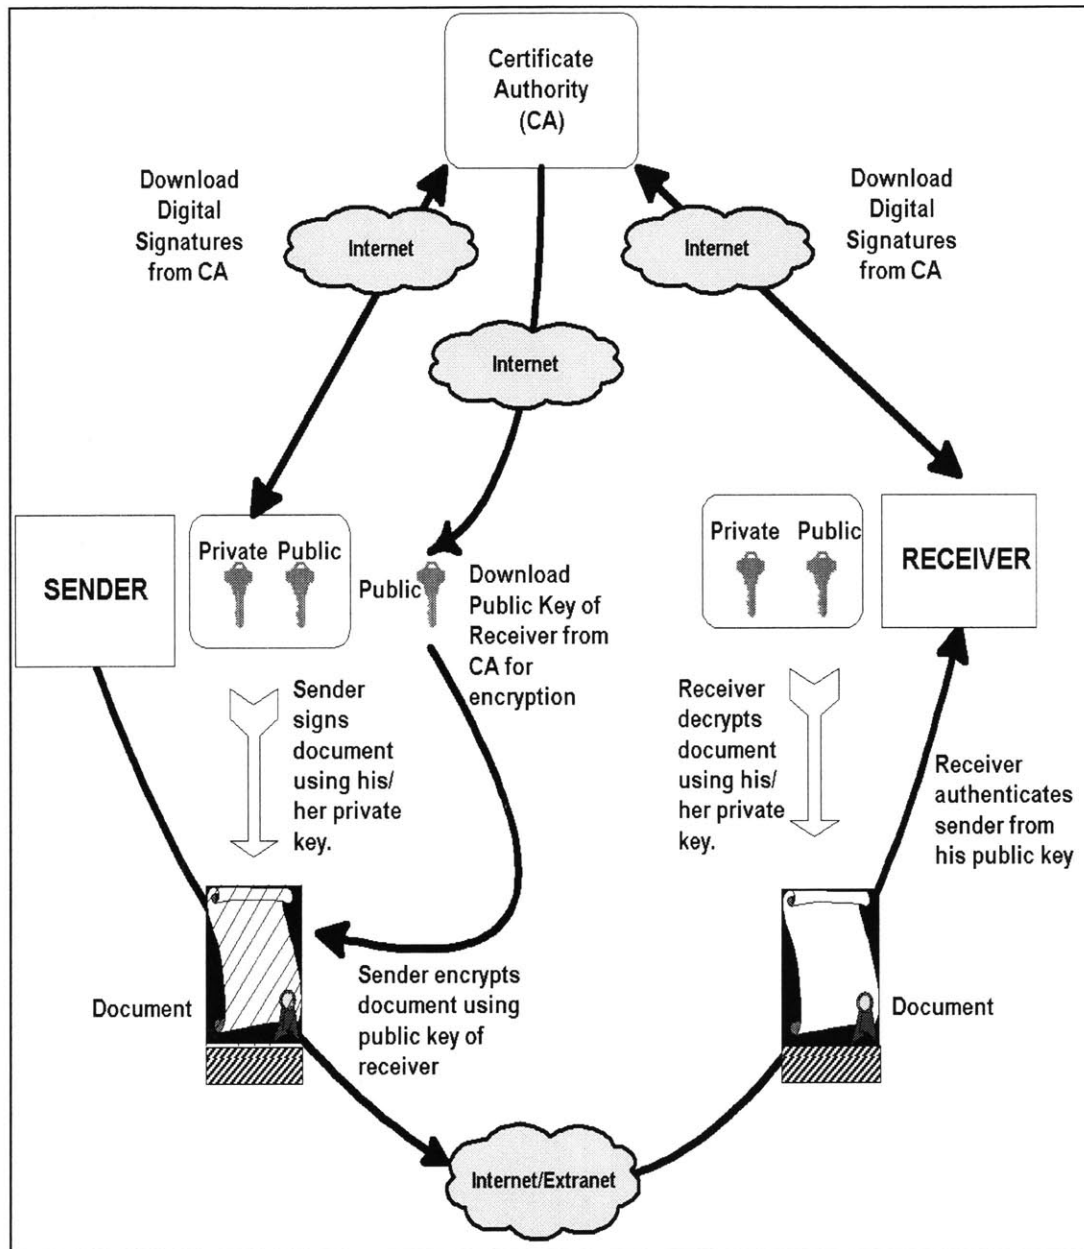 Certificate
Authority
(CA)
Download
Digital
Signatures
from CA
Internet
Download
Digital
Signatures
from CA
Internet
Internet
SENDER
Private Public
Public
Download
Public Key of
Receiver from
CA for
encryption
Private Public
RECEIVER
Sender
signs
document
using his/
her private
key.
Receiver
decrypts
document
using his/
her private
key.
Receiver
authenticates
sender from
his public key
Document
Sender encrypts
document using
public key of
receiver
Document
Internet/Extranet